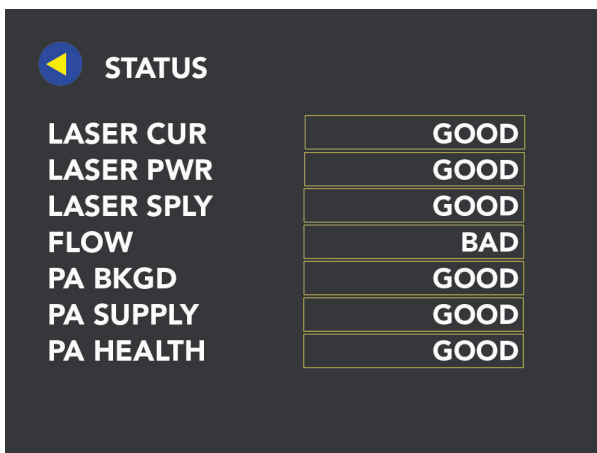 STATUS
LASER CUR GOOD
LASER PWR GOOD
LASER SPLY GOOD
FLOW BAD
PA BKGD GOOD
PA SUPPLY GOOD
PA HEALTH GOOD